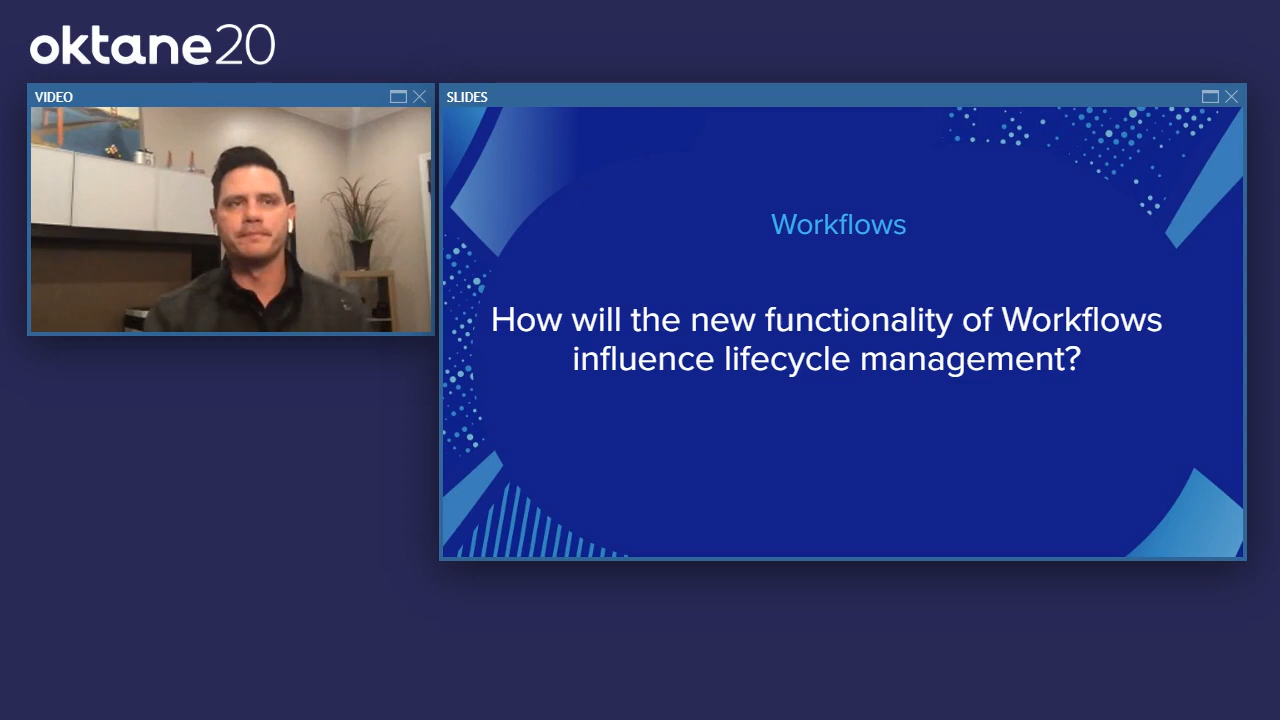 oktane20
VIDEO
SLIDES
Workflows
How will the new functionality of Workflows
influence lifecycle management?